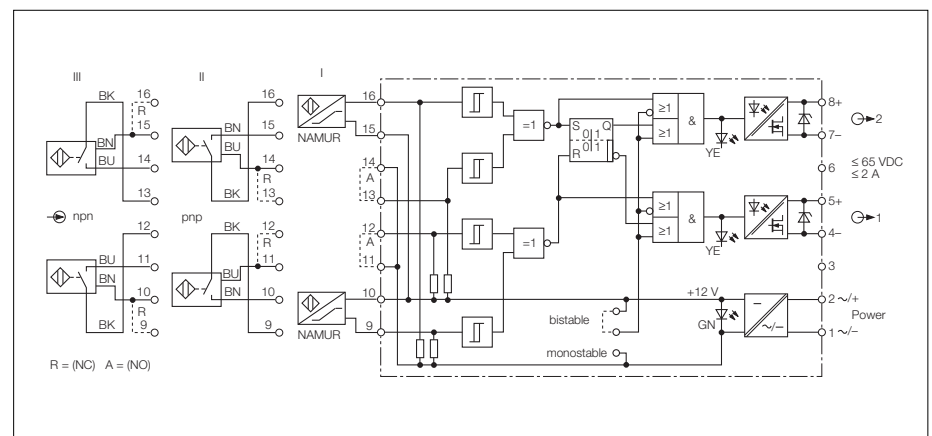 III
II
I
BK
16
R
BN
15
BU
14
13
npn
12
BU
11
BN
10
R
BK
9
R = (NC) A = (NO)
16
BN
15
BU
14
R
13
BK
pnp
BK
12
R
BU
11
BN
10
9
NAMUR
NAMUR
16
15
14
A
13
12
A
11
10
9
=1
=1
S
Q
0 1
R
0 1
≥1
≥1
&
YE
≥1
≥1
&
YE
bistable
monostable
+12 V
GN
–
~/–
8+
7–
2
6
≤ 65 VDC
≤ 2 A
5+
4–
1
3
2 ~/+
Power
1 ~/–